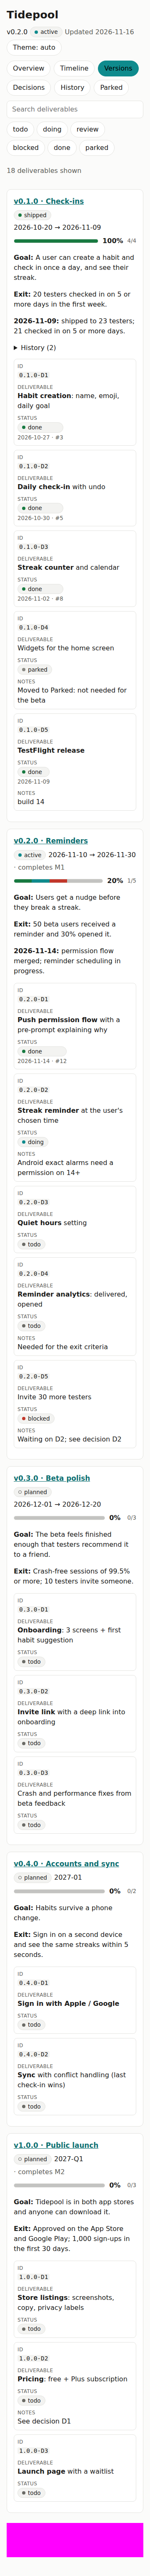 Tidepool
v0.2.0 active Updated 2026-11-16
Theme: auto
Overview Timeline Versions
Decisions History Parked
Search deliverables
todo doing review
blocked done parked
18 deliverables shown
v0.1.0 · Check-ins
shipped
2026-10-20 → 2026-11-09
100% 4/4
Goal: A user can create a habit and
check in once a day, and see their
streak.
Exit: 20 testers checked in on 5 or
more days in the first week.
2026-11-09: shipped to 23 testers;
21 checked in on 5 or more days.
▶ History (2)
ID
0.1.0-D1
DELIVERABLE
Habit creation: name, emoji,
daily goal
STATUS
done
2026-10-27 · #3
ID
0.1.0-D2
DELIVERABLE
Daily check-in with undo
STATUS
done
2026-10-30 · #5
ID
0.1.0-D3
DELIVERABLE
Streak counter and calendar
STATUS
done
2026-11-02 · #8
ID
0.1.0-D4
DELIVERABLE
Widgets for the home screen
STATUS
parked
NOTES
Moved to Parked: not needed for
the beta
ID
0.1.0-D5
DELIVERABLE
TestFlight release
STATUS
done
2026-11-09
NOTES
build 14
v0.2.0 · Reminders
active 2026-11-10 → 2026-11-30
· completes M1
20% 1/5
Goal: Users get a nudge before
they break a streak.
Exit: 50 beta users received a
reminder and 30% opened it.
2026-11-14: permission flow
merged; reminder scheduling in
progress.
ID
0.2.0-D1
DELIVERABLE
Push permission flow with a
pre-prompt explaining why
STATUS
done
2026-11-14 · #12
ID
0.2.0-D2
DELIVERABLE
Streak reminder at the user's
chosen time
STATUS
doing
NOTES
Android exact alarms need a
permission on 14+
ID
0.2.0-D3
DELIVERABLE
Quiet hours setting
STATUS
todo
ID
0.2.0-D4
DELIVERABLE
Reminder analytics: delivered,
opened
STATUS
todo
NOTES
Needed for the exit criteria
ID
0.2.0-D5
DELIVERABLE
Invite 30 more testers
STATUS
blocked
NOTES
Waiting on D2; see decision D2
v0.3.0 · Beta polish
planned
2026-12-01 → 2026-12-20
0% 0/3
Goal: The beta feels finished
enough that testers recommend it
to a friend.
Exit: Crash-free sessions of 99.5%
or more; 10 testers invite someone.
ID
0.3.0-D1
DELIVERABLE
Onboarding: 3 screens + first
habit suggestion
STATUS
todo
ID
0.3.0-D2
DELIVERABLE
Invite link with a deep link into
onboarding
STATUS
todo
ID
0.3.0-D3
DELIVERABLE
Crash and performance fixes from
beta feedback
STATUS
todo
v0.4.0 · Accounts and sync
planned 2027-01
0% 0/2
Goal: Habits survive a phone
change.
Exit: Sign in on a second device
and see the same streaks within 5
seconds.
ID
0.4.0-D1
DELIVERABLE
Sign in with Apple / Google
STATUS
todo
ID
0.4.0-D2
DELIVERABLE
Sync with conflict handling (last
check-in wins)
STATUS
todo
v1.0.0 · Public launch
planned 2027-Q1
· completes M2
0% 0/3
Goal: Tidepool is in both app stores
and anyone can download it.
Exit: Approved on the App Store
and Google Play; 1,000 sign-ups in
the first 30 days.
ID
1.0.0-D1
DELIVERABLE
Store listings: screenshots,
copy, privacy labels
STATUS
todo
ID
1.0.0-D2
DELIVERABLE
Pricing: free + Plus subscription
STATUS
todo
NOTES
See decision D1
ID
1.0.0-D3
DELIVERABLE
Launch page with a waitlist
STATUS
todo